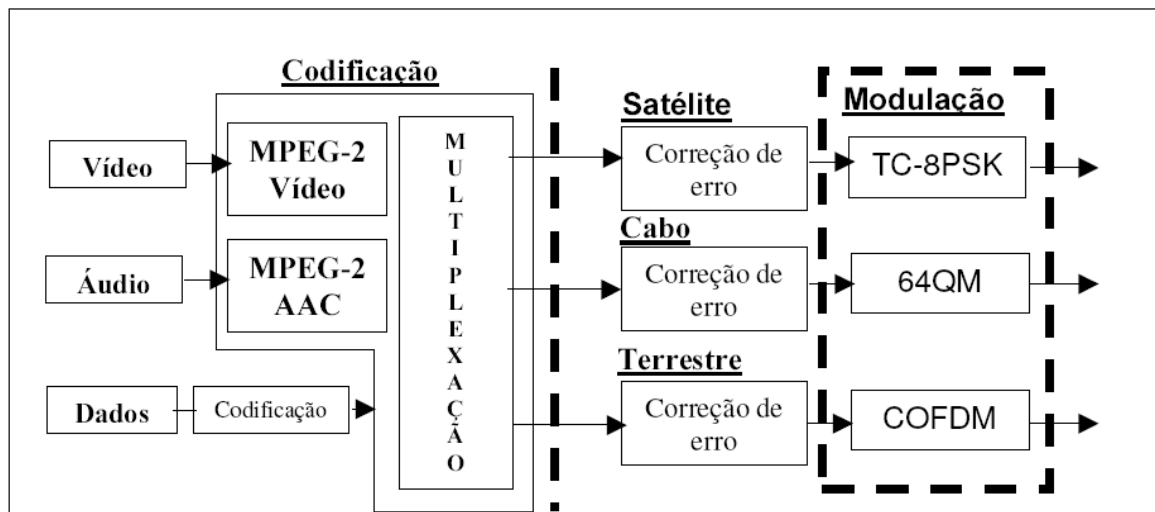 Codificação
Vídeo
MPEG-2
Vídeo
Áudio
MPEG-2
AAC
Dados
Codificação
MULTIPLEXAÇÃO
Satélite
Correção de
erro
Cabo
Correção de
erro
Terrestre
Correção de
erro
Modulação
TC-8PSK
64QM
COFDM